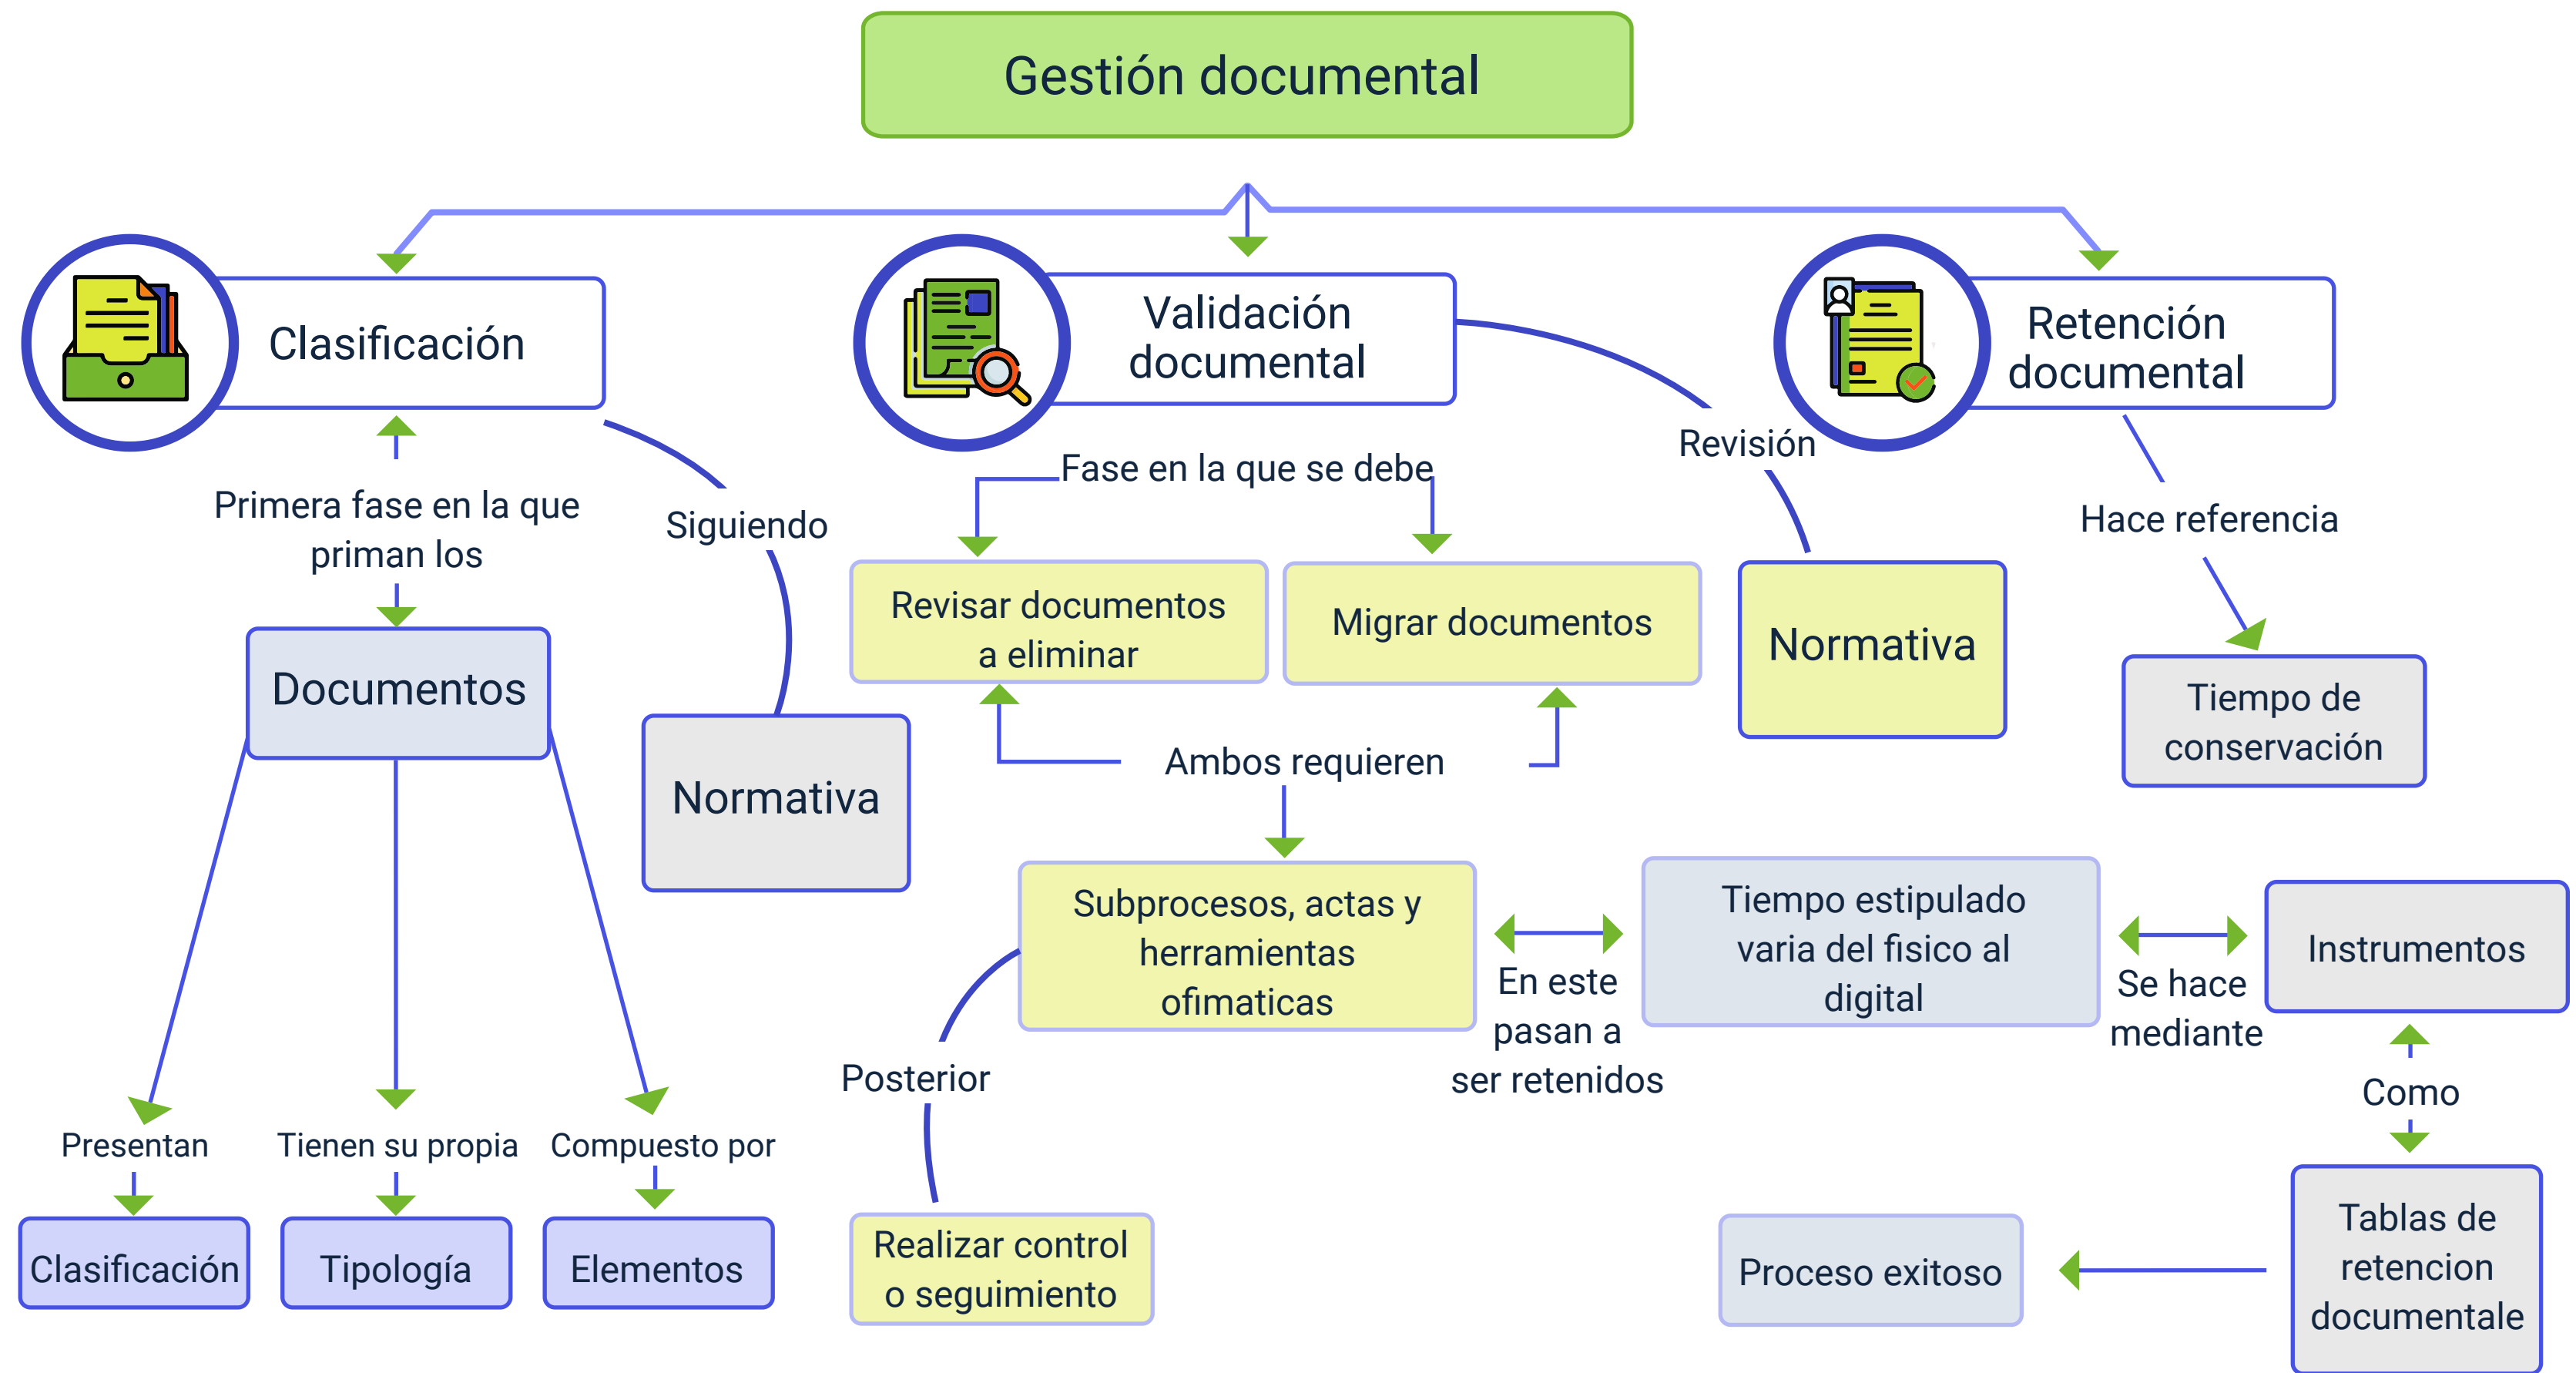 Gestión documental
Clasificación
Validación
documental
Retención
documental
Primera fase en la que
priman los
Siguiendo
Fase en la que se debe
Revisión
Hace referencia
Documentos
Normativa
Revisar documentos
a eliminar
Migrar documentos
Normativa
Tiempo de
conservación
Ambos requieren
Subprocesos, actas y
herramientas
ofimaticas
En este
pasan a
ser retenidos
Tiempo estipulado
varia del fisico al
digital
Se hace
mediante
Instrumentos
Como
Posterior
Presentan
Tienen su propia
Compuesto por
Clasificación
Tipología
Elementos
Realizar control
o seguimiento
Proceso exitoso
Tablas de
retencion
documentale